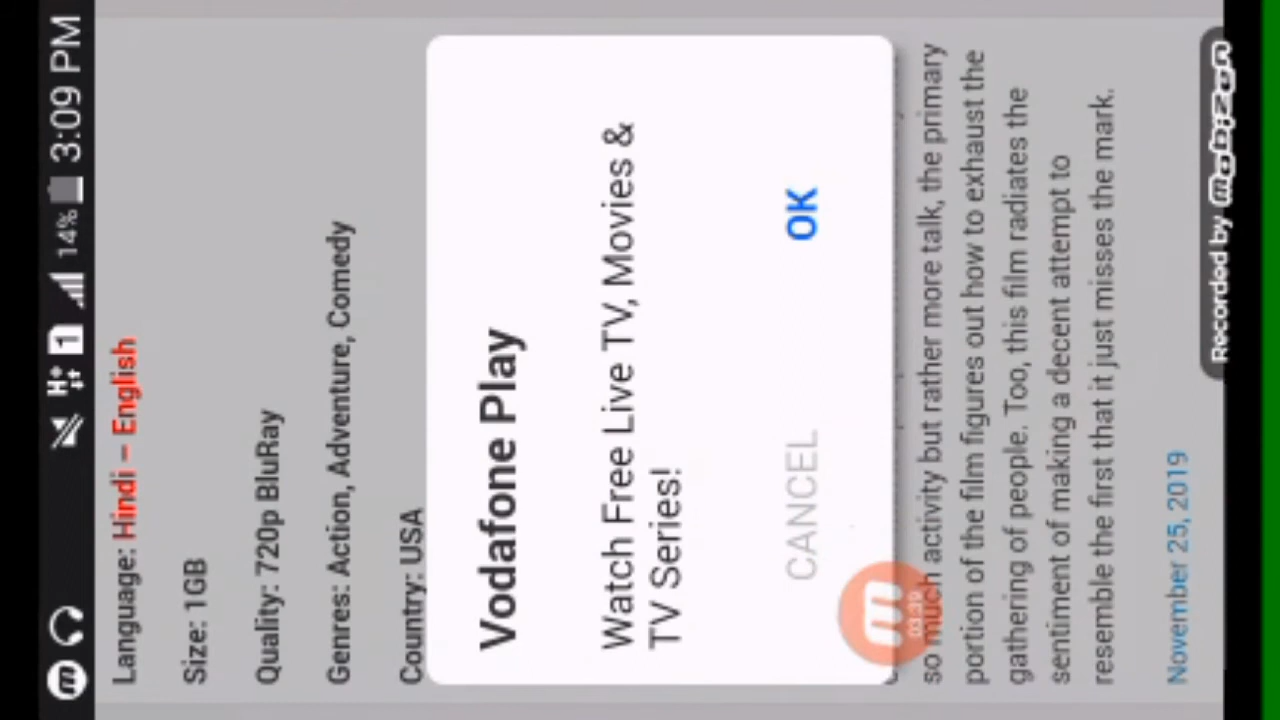 H+ 1 14% 3:09 PM
Language: Hindi – English
Size: 1GB
Quality: 720p BluRay
Genres: Action, Adventure, Comedy
Country: USA
Vodafone Play
Watch Free Live TV, Movies &
TV Series!
CANCEL OK
so much activity but rather more talk, the primary
portion of the film figures out how to exhaust the
gathering of people. Too, this film radiates the
sentiment of making a decent attempt to
resemble the first that it just misses the mark.
November 25, 2019
03:39
Recorded by mobizen